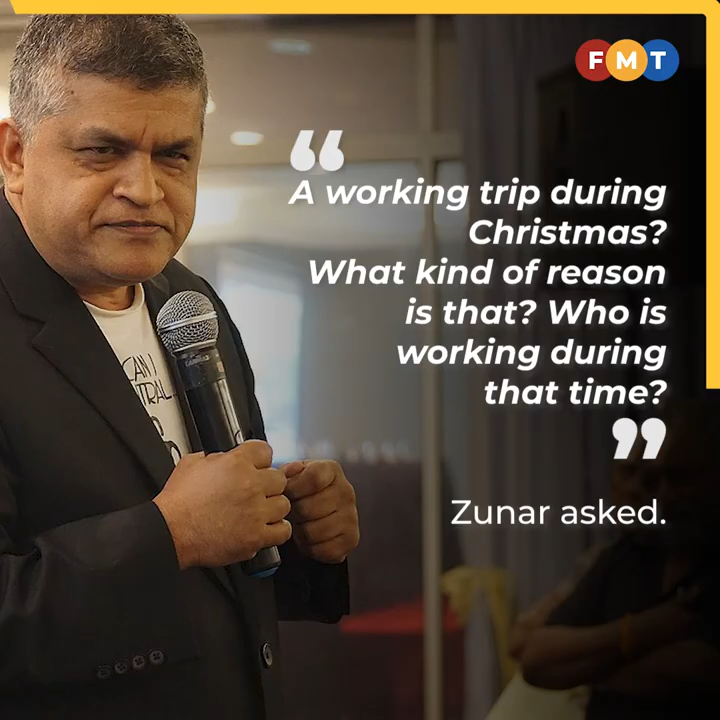 FMT
“
A working trip during
Christmas?
What kind of reason
is that? Who is
working during
that time?
”
Zunar asked.
CAN I